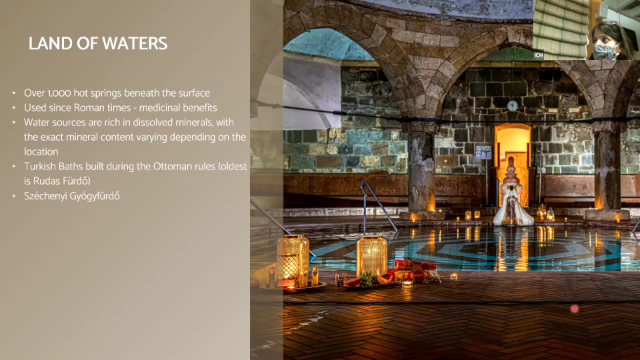 LAND OF WATERS
• Over 1,000 hot springs beneath the surface
• Used since Roman times - medicinal benefits
• Water sources are rich in dissolved minerals, with
the exact mineral content varying depending on the
location
• Turkish Baths built during the Ottoman rules (oldest
is Rudas Fürdő)
• Széchenyi Gyógyfürdő